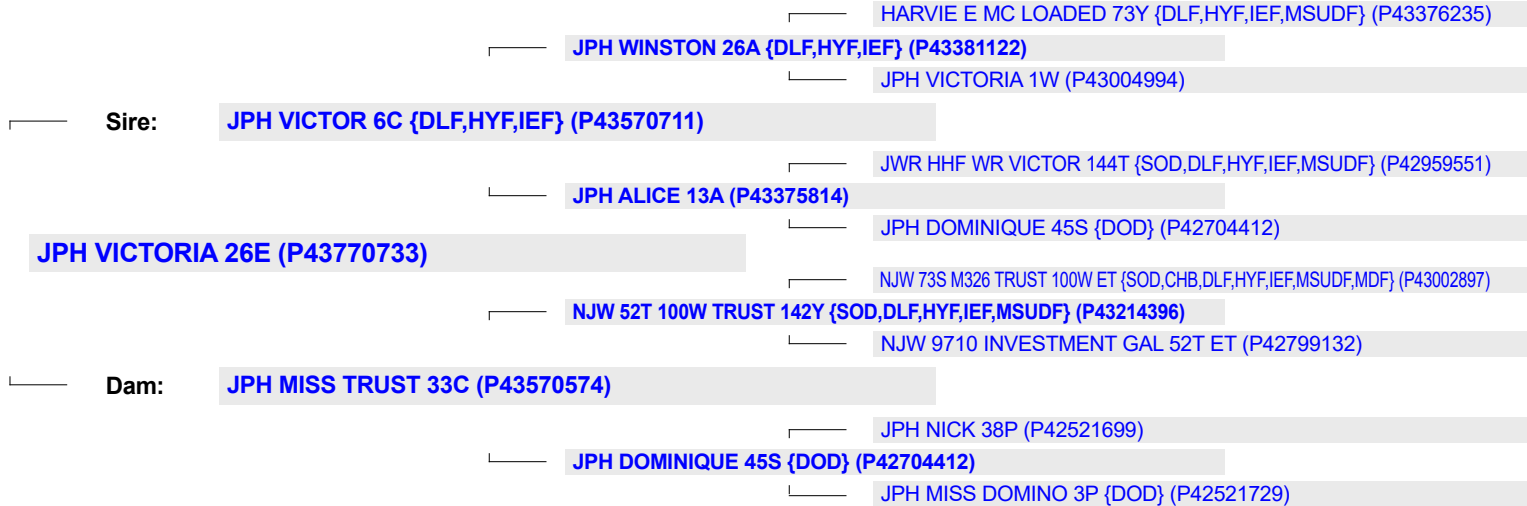 HARVIE E MC LOADED 73Y {DLF,HYF,IEF,MSUDF} (P43376235)
JPH WINSTON 26A {DLF,HYF,IEF} (P43381122)
JPH VICTORIA 1W (P43004994)
Sire: JPH VICTOR 6C {DLF,HYF,IEF} (P43570711)
JWR HHF WR VICTOR 144T {SOD,DLF,HYF,IEF,MSUDF} (P42959551)
JPH ALICE 13A (P43375814)
JPH DOMINIQUE 45S {DOD} (P42704412)
JPH VICTORIA 26E (P43770733)
NJW 73S M326 TRUST 100W ET {SOD,CHB,DLF,HYF,IEF,MSUDF,MDF} (P43002897)
NJW 52T 100W TRUST 142Y {SOD,DLF,HYF,IEF,MSUDF} (P43214396)
NJW 9710 INVESTMENT GAL 52T ET (P42799132)
Dam: JPH MISS TRUST 33C (P43570574)
JPH NICK 38P (P42521699)
JPH DOMINIQUE 45S {DOD} (P42704412)
JPH MISS DOMINO 3P {DOD} (P42521729)